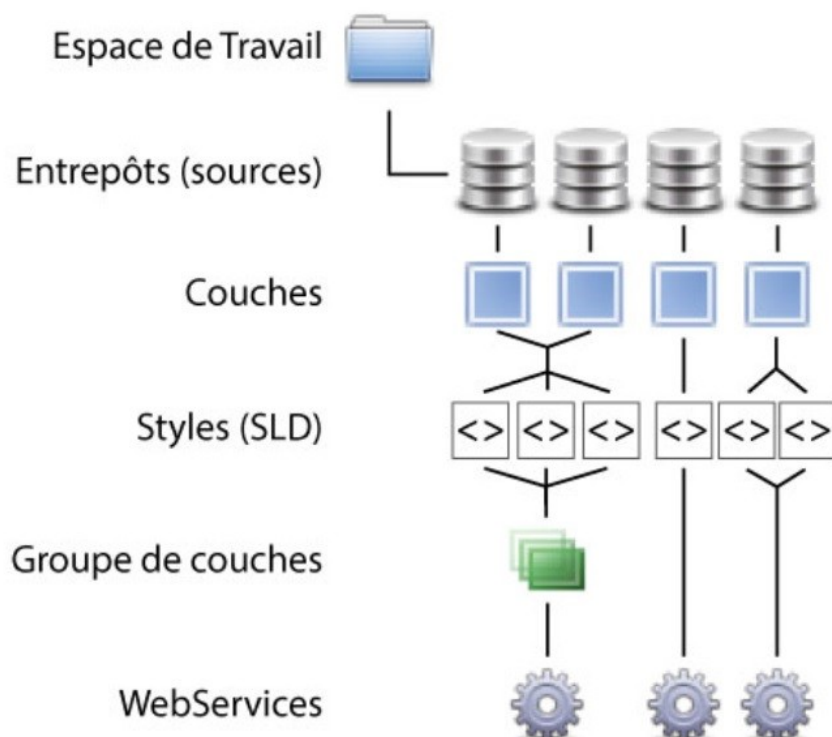 Espace de Travail
Entrepôts (sources)
Couches
Styles (SLD)
<> <> <> <> <> <>
Groupe de couches
WebServices